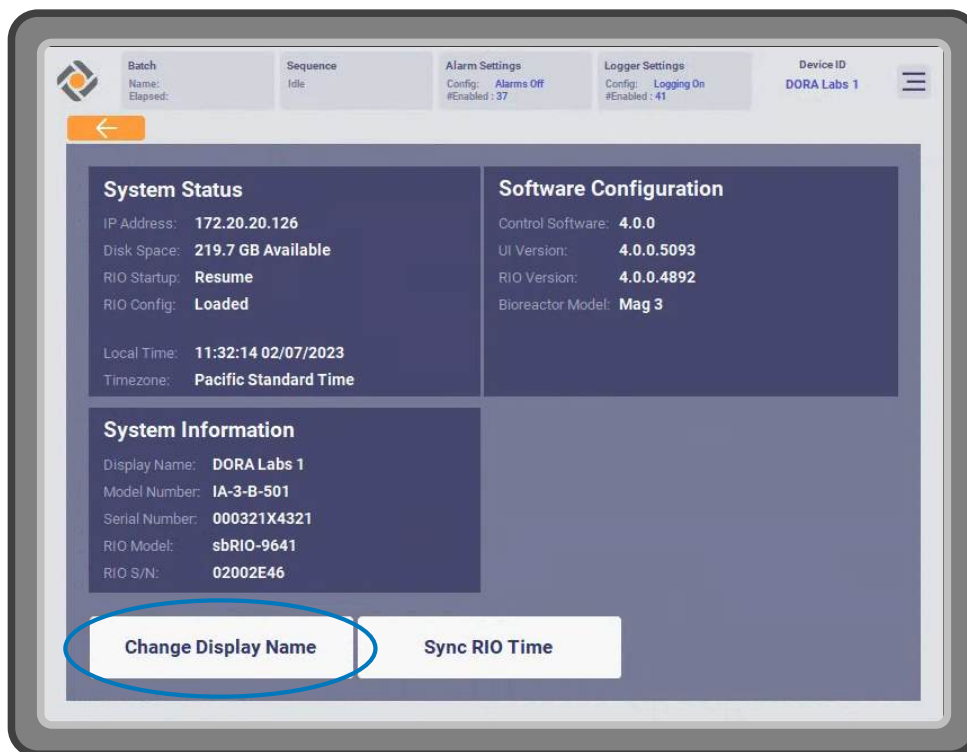 Batch
Name:
Elapsed:
Sequence
Idle
Alarm Settings
Config: Alarms Off
#Enabled : 37
Logger Settings
Config: Logging On
#Enabled : 41
Device ID
DORA Labs 1
System Status
IP Address: 172.20.20.126
Disk Space: 219.7 GB Available
RIO Startup: Resume
RIO Config: Loaded
Local Time: 11:32:14 02/07/2023
Timezone: Pacific Standard Time
Software Configuration
Control Software: 4.0.0
UI Version: 4.0.0.5093
RIO Version: 4.0.0.4892
Bioreactor Model: Mag 3
System Information
Display Name: DORA Labs 1
Model Number: IA-3-B-501
Serial Number: 000321X4321
RIO Model: sbRIO-9641
RIO S/N: 02002E46
Change Display Name
Sync RIO Time